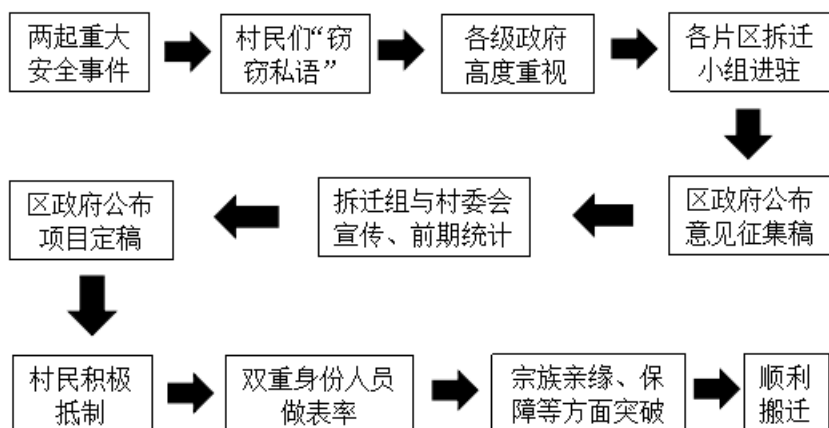 两起重大
安全事件
村民们“窃
窃私语”
各级政府
高度重视
各片区拆迁
小组进驻
区政府公布
意见征集稿
拆迁组与村委会
宣传、前期统计
区政府公布
项目定稿
村民积极
抵制
双重身份人员
做表率
宗族亲缘、保
障等方面突破
顺利
搬迁